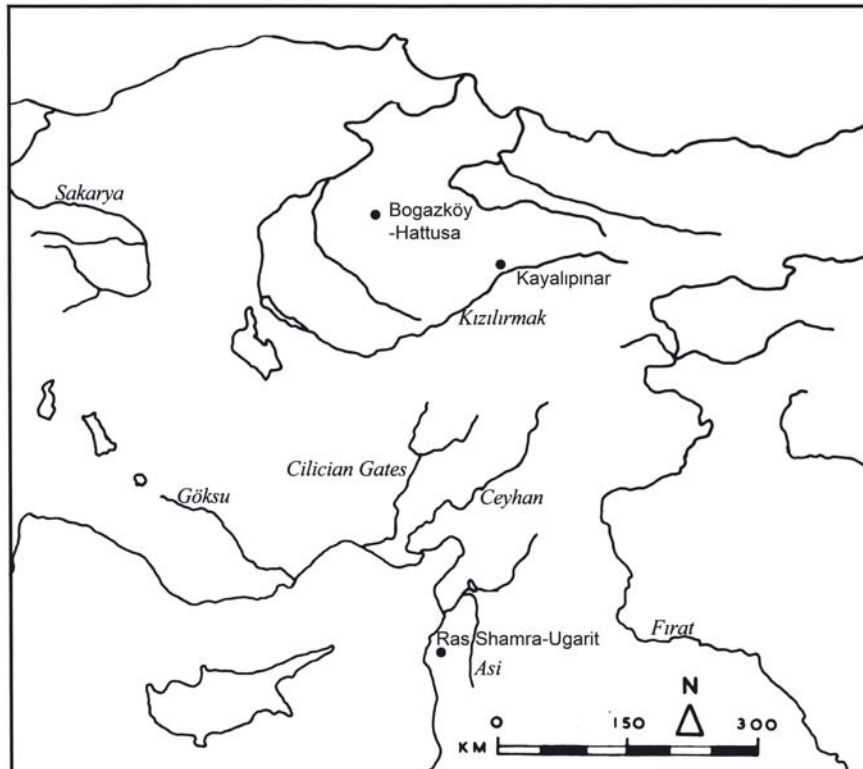 Sakarya
Bogazköy
-Hattusa
Kayalıpınar
Kızılırmak
Cilician Gates
Göksu
Ceyhan
Ras Shamra-Ugarit
Fırat
Asi
N
0 150 300
KM